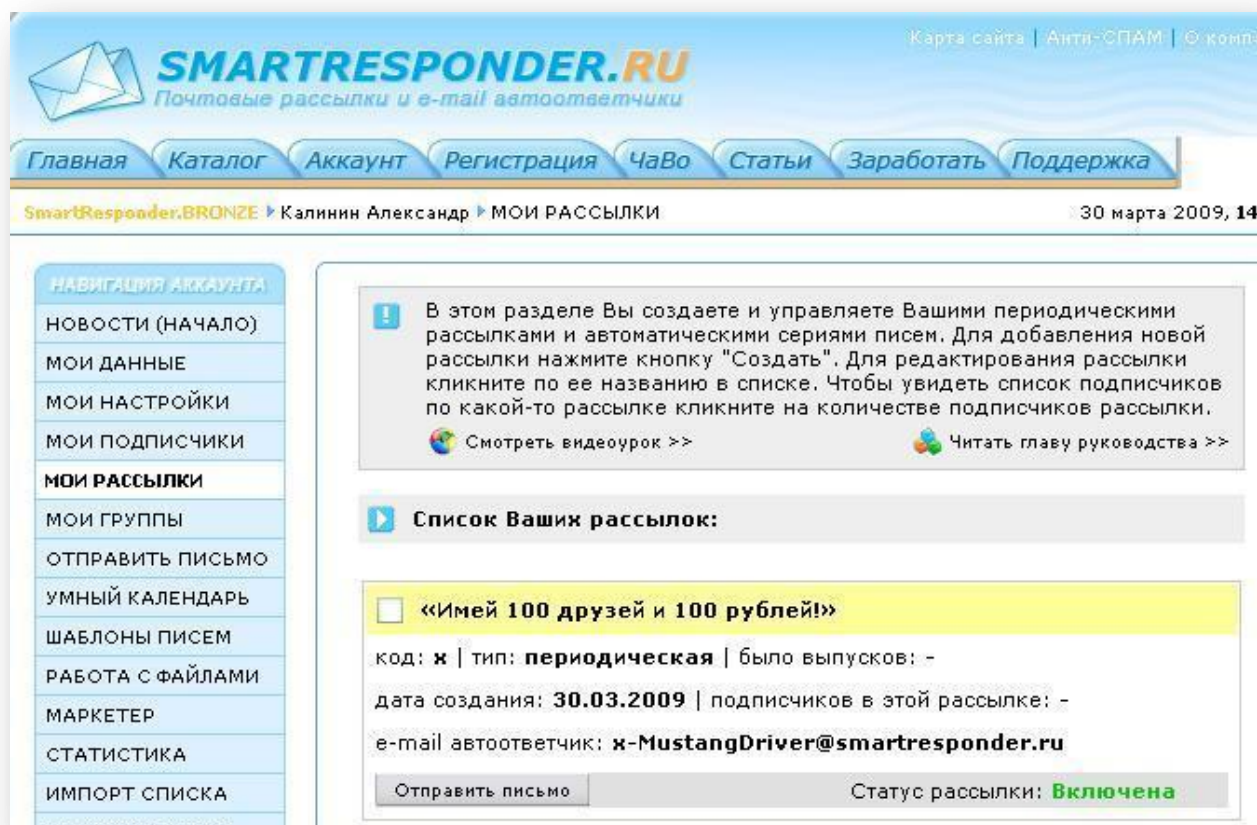 Карта сайта | Анти-СПАМ | О комп
SMARTRESPONDER.RU
Почтовые рассылки и e-mail автоответчики
Главная Каталог Аккаунт Регистрация ЧаВо Статьи Заработать Поддержка
SmartResponder.BRONZE Калинин Александр МОИ РАССЫЛКИ 30 марта 2009, 14
НАВИГАЦИЯ АККАУНТА
НОВОСТИ (НАЧАЛО)
МОИ ДАННЫЕ
МОИ НАСТРОЙКИ
МОИ ПОДПИСЧИКИ
МОИ РАССЫЛКИ
МОИ ГРУППЫ
ОТПРАВИТЬ ПИСЬМО
УМНЫЙ КАЛЕНДАРЬ
ШАБЛОНЫ ПИСЕМ
РАБОТА С ФАЙЛАМИ
МАРКЕТЕР
СТАТИСТИКА
ИМПОРТ СПИСКА
В этом разделе Вы создаете и управляете Вашими периодическими
рассылками и автоматическими сериями писем. Для добавления новой
рассылки нажмите кнопку "Создать". Для редактирования рассылки
кликните по ее названию в списке. Чтобы увидеть список подписчиков
по какой-то рассылке кликните на количестве подписчиков рассылки.
Смотреть видеоурок >> Читать главу руководства >>
Список Ваших рассылок:
«Имей 100 друзей и 100 рублей!»
код: x | тип: периодическая | было выпусков: -
дата создания: 30.03.2009 | подписчиков в этой рассылке: -
e-mail автоответчик: x-MustangDriver@smartresponder.ru
Отправить письмо Статус рассылки: Включена